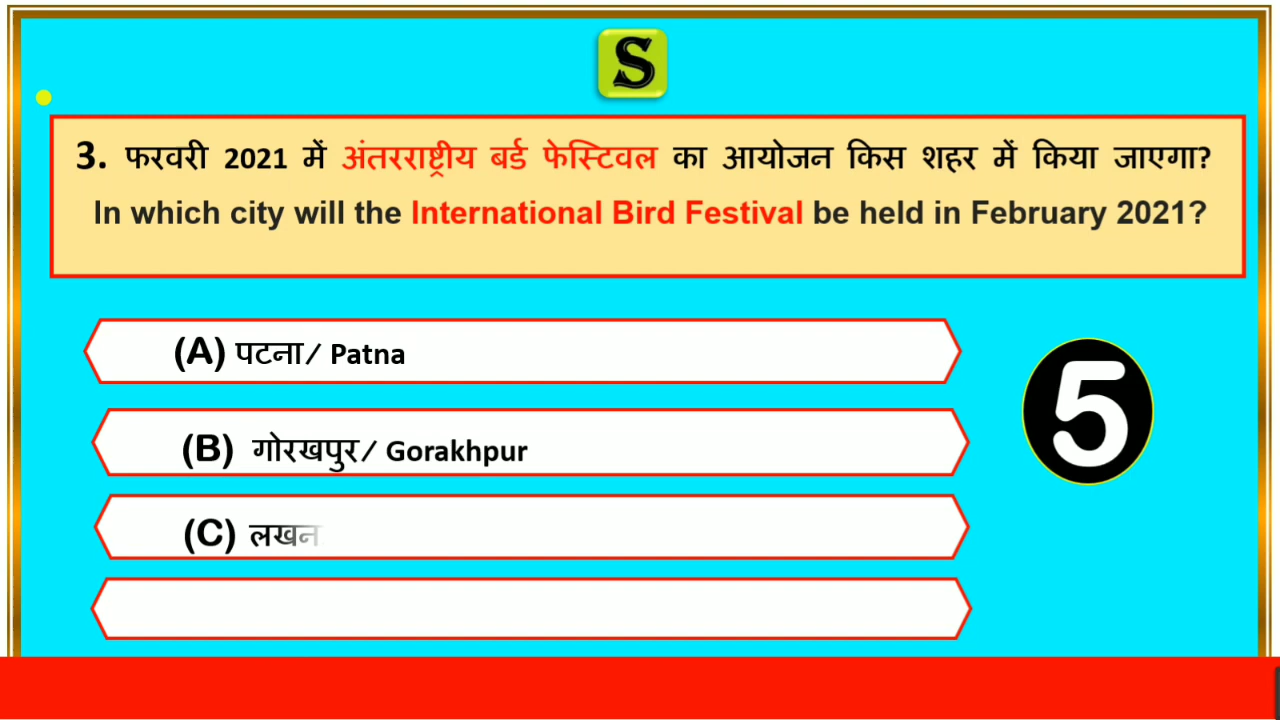 S
3. फरवरी 2021 में अंतरराष्ट्रीय बर्ड फेस्टिवल का आयोजन किस शहर में किया जाएगा?
In which city will the International Bird Festival be held in February 2021?
(A) पटना/ Patna
(B) गोरखपुर/ Gorakhpur
5
(C) लखन